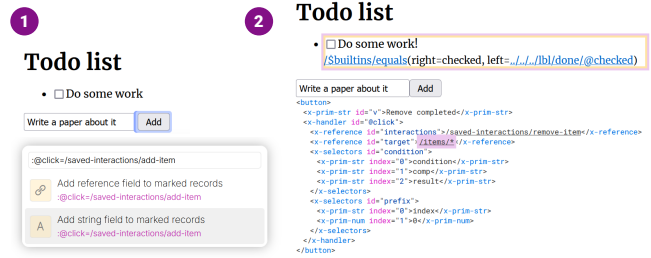 1
Todo list
Do some work
Write a paper about it Add
:@click=/saved-interactions/add-item
Add reference field to marked records
:@click=/saved-interactions/add-item
A
Add string field to marked records
:@click=/saved-interactions/add-item
2
Todo list
Do some work!
/$builtins/equals(right=checked, left=../../../lbl/done/@checked)
Write a paper about it Add
<button>
<x-prim-str id="v">Remove completed</x-prim-str>
<x-handler id="@click">
<x-reference id="interactions">/saved-interactions/remove-item</x-reference>
<x-reference id="target">/items/*</x-reference>
<x-selectors id="condition">
<x-prim-str index="0">condition</x-prim-str>
<x-prim-str index="1">comp</x-prim-str>
<x-prim-str index="2">result</x-prim-str>
</x-selectors>
<x-selectors id="prefix">
<x-prim-str index="0">index</x-prim-str>
<x-prim-num index="1">0</x-prim-num>
</x-selectors>
</x-handler>
</button>